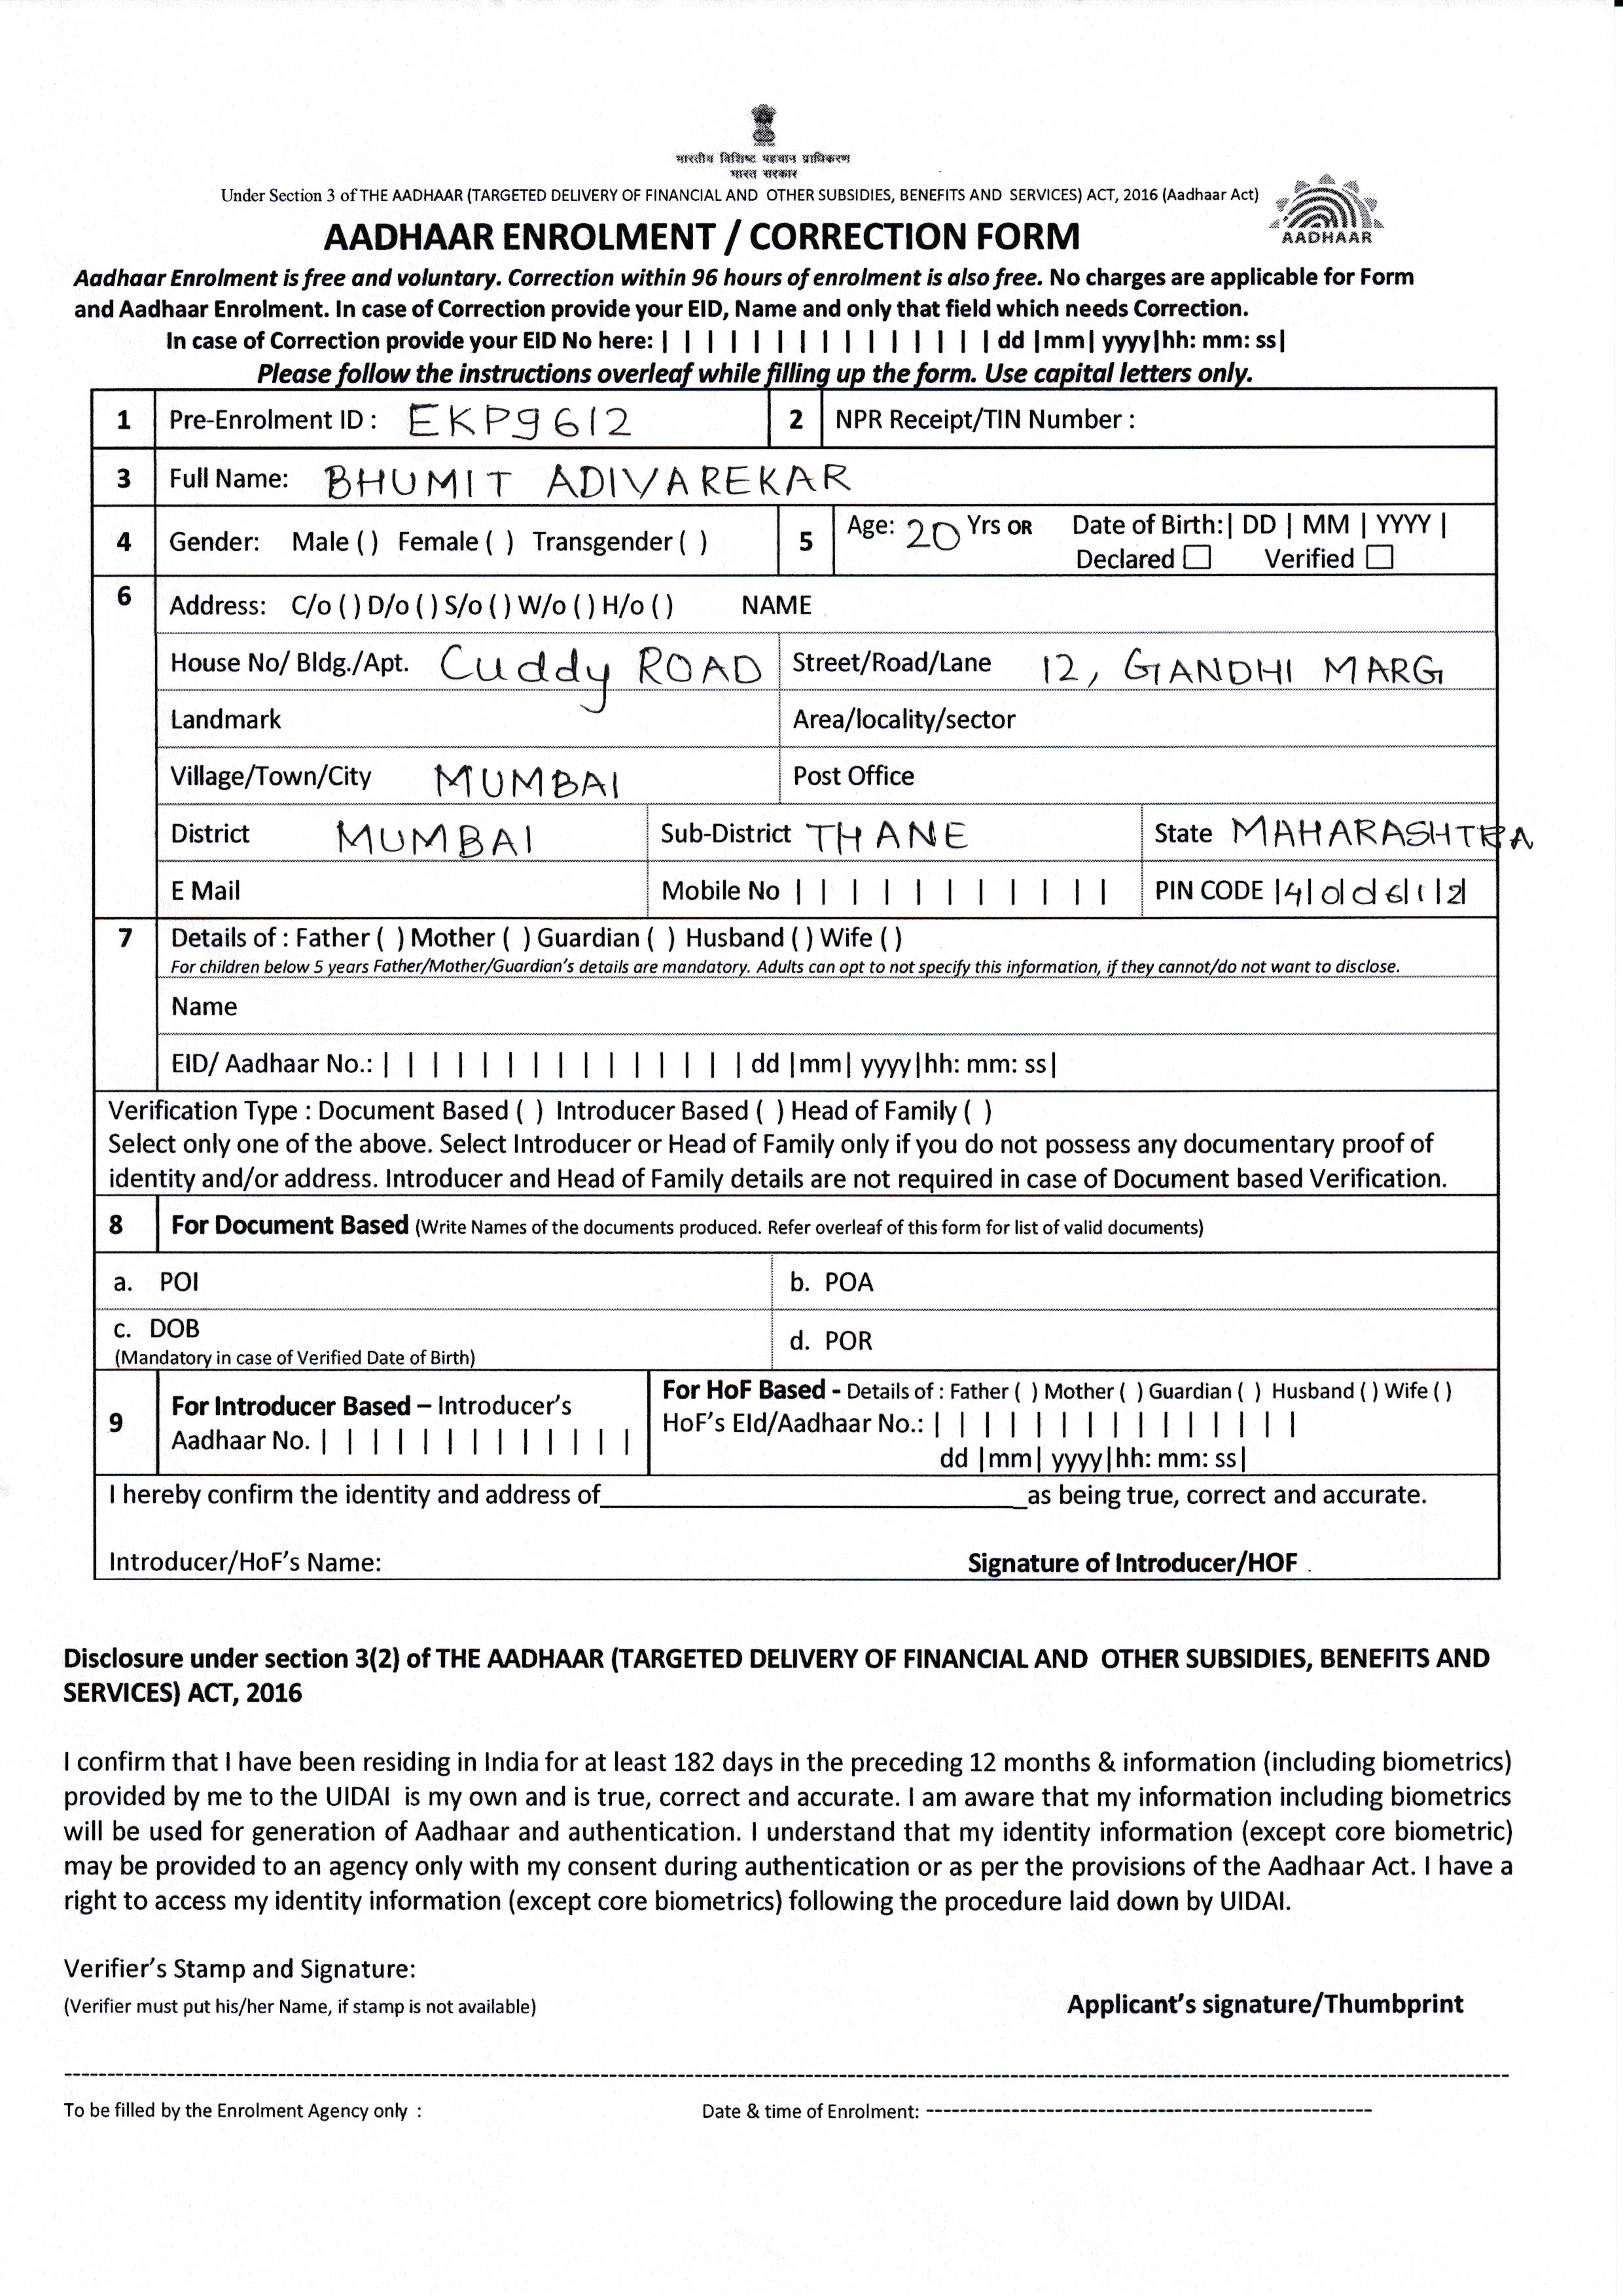 भारतीय विशिष्ट पहचान प्राधिकरण
भारत सरकार
Under Section 3 of THE AADHAAR (TARGETED DELIVERY OF FINANCIAL AND OTHER SUBSIDIES, BENEFITS AND SERVICES) ACT, 2016 (Aadhaar Act)
AADHAAR
AADHAAR ENROLMENT / CORRECTION FORM
Aadhaar Enrolment is free and voluntary. Correction within 96 hours of enrolment is also free. No charges are applicable for Form
and Aadhaar Enrolment. In case of Correction provide your EID, Name and only that field which needs Correction.
In case of Correction provide your EID No here: | | | | | | | | | | | | | | | dd |mm| yyyy|hh: mm: ss|
Please follow the instructions overleaf while filling up the form. Use capital letters only.
1 Pre-Enrolment ID : EKP9612 2 NPR Receipt/TIN Number :
3 Full Name: BHUMIT ADIVAREKAR
4 Gender: Male ( ) Female ( ) Transgender ( ) 5 Age: 20 Yrs OR Date of Birth:| DD | MM | YYYY |
Declared Verified
6 Address: C/o ( ) D/o ( ) S/o ( ) W/o ( ) H/o ( ) NAME
House No/ Bldg./Apt. Cuddy ROAD Street/Road/Lane 12, GANDHI MARG
Landmark Area/locality/sector
Village/Town/City MUMBAI Post Office
District MUMBAI Sub-District THANE State MAHARASHTRA
E Mail Mobile No | | | | | | | | | | | PIN CODE |4|0|0|6|1|2|
7 Details of : Father ( ) Mother ( ) Guardian ( ) Husband ( ) Wife ( )
For children below 5 years Father/Mother/Guardian's details are mandatory. Adults can opt to not specify this information, if they cannot/do not want to disclose.
Name
EID/ Aadhaar No.: | | | | | | | | | | | | | | | dd |mm| yyyy|hh: mm: ss|
Verification Type : Document Based ( ) Introducer Based ( ) Head of Family ( )
Select only one of the above. Select Introducer or Head of Family only if you do not possess any documentary proof of
identity and/or address. Introducer and Head of Family details are not required in case of Document based Verification.
8 For Document Based (Write Names of the documents produced. Refer overleaf of this form for list of valid documents)
a. POI b. POA
c. DOB d. POR
(Mandatory in case of Verified Date of Birth)
9 For Introducer Based – Introducer's
Aadhaar No. | | | | | | | | | | | | |
For HoF Based - Details of : Father ( ) Mother ( ) Guardian ( ) Husband ( ) Wife ( )
HoF's EId/Aadhaar No.: | | | | | | | | | | | | | | |
dd |mm| yyyy|hh: mm: ss|
I hereby confirm the identity and address of_________________________________as being true, correct and accurate.
Introducer/HoF's Name: Signature of Introducer/HOF
Disclosure under section 3(2) of THE AADHAAR (TARGETED DELIVERY OF FINANCIAL AND OTHER SUBSIDIES, BENEFITS AND
SERVICES) ACT, 2016
I confirm that I have been residing in India for at least 182 days in the preceding 12 months & information (including biometrics)
provided by me to the UIDAI is my own and is true, correct and accurate. I am aware that my information including biometrics
will be used for generation of Aadhaar and authentication. I understand that my identity information (except core biometric)
may be provided to an agency only with my consent during authentication or as per the provisions of the Aadhaar Act. I have a
right to access my identity information (except core biometrics) following the procedure laid down by UIDAI.
Verifier's Stamp and Signature:
(Verifier must put his/her Name, if stamp is not available) Applicant's signature/Thumbprint
To be filled by the Enrolment Agency only : Date & time of Enrolment: --------------------------------------------------